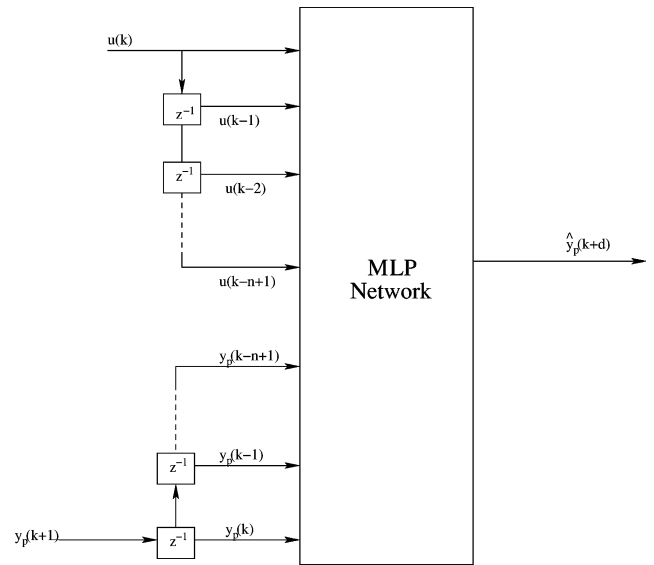 u(k)
z⁻¹
u(k−1)
z⁻¹
u(k−2)
u(k−n+1)
MLP
Network
ŷp(k+d)
yp(k−n+1)
z⁻¹
yp(k−1)
yp(k+1)
z⁻¹
yp(k)